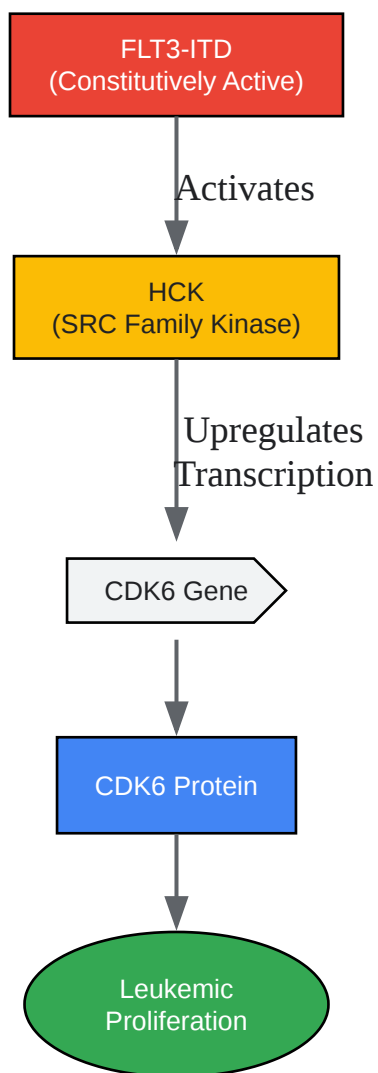 FLT3-ITD
(Constitutively Active)
Activates
HCK
(SRC Family Kinase)
Upregulates
Transcription
CDK6 Gene
CDK6 Protein
Leukemic
Proliferation